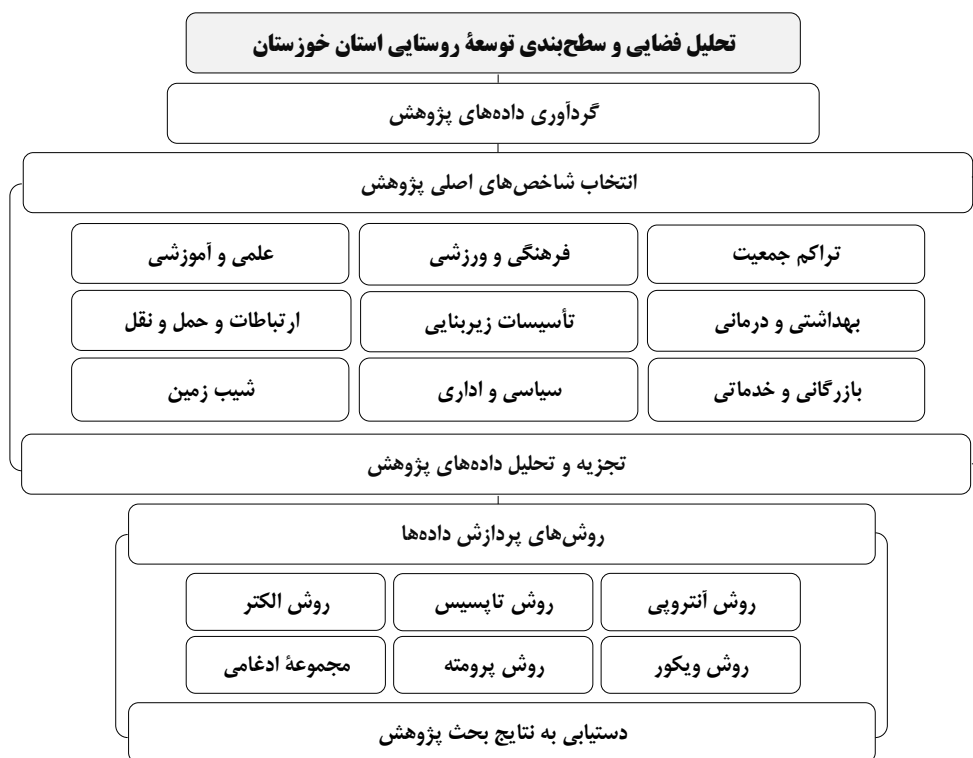 تحلیل فضایی و سطح‌بندی توسعهٔ روستایی استان خوزستان
گردآوری داده‌های پژوهش
انتخاب شاخص‌های اصلی پژوهش
تراکم جمعیت
فرهنگی و ورزشی
علمی و آموزشی
بهداشتی و درمانی
تأسیسات زیربنایی
ارتباطات و حمل و نقل
بازرگانی و خدماتی
سیاسی و اداری
شیب زمین
تجزیه و تحلیل داده‌های پژوهش
روش‌های پردازش داده‌ها
روش آنتروپی
روش تاپسیس
روش الکتر
روش ویکور
روش پرومته
مجموعهٔ ادغامی
دستیابی به نتایج بحث پژوهش